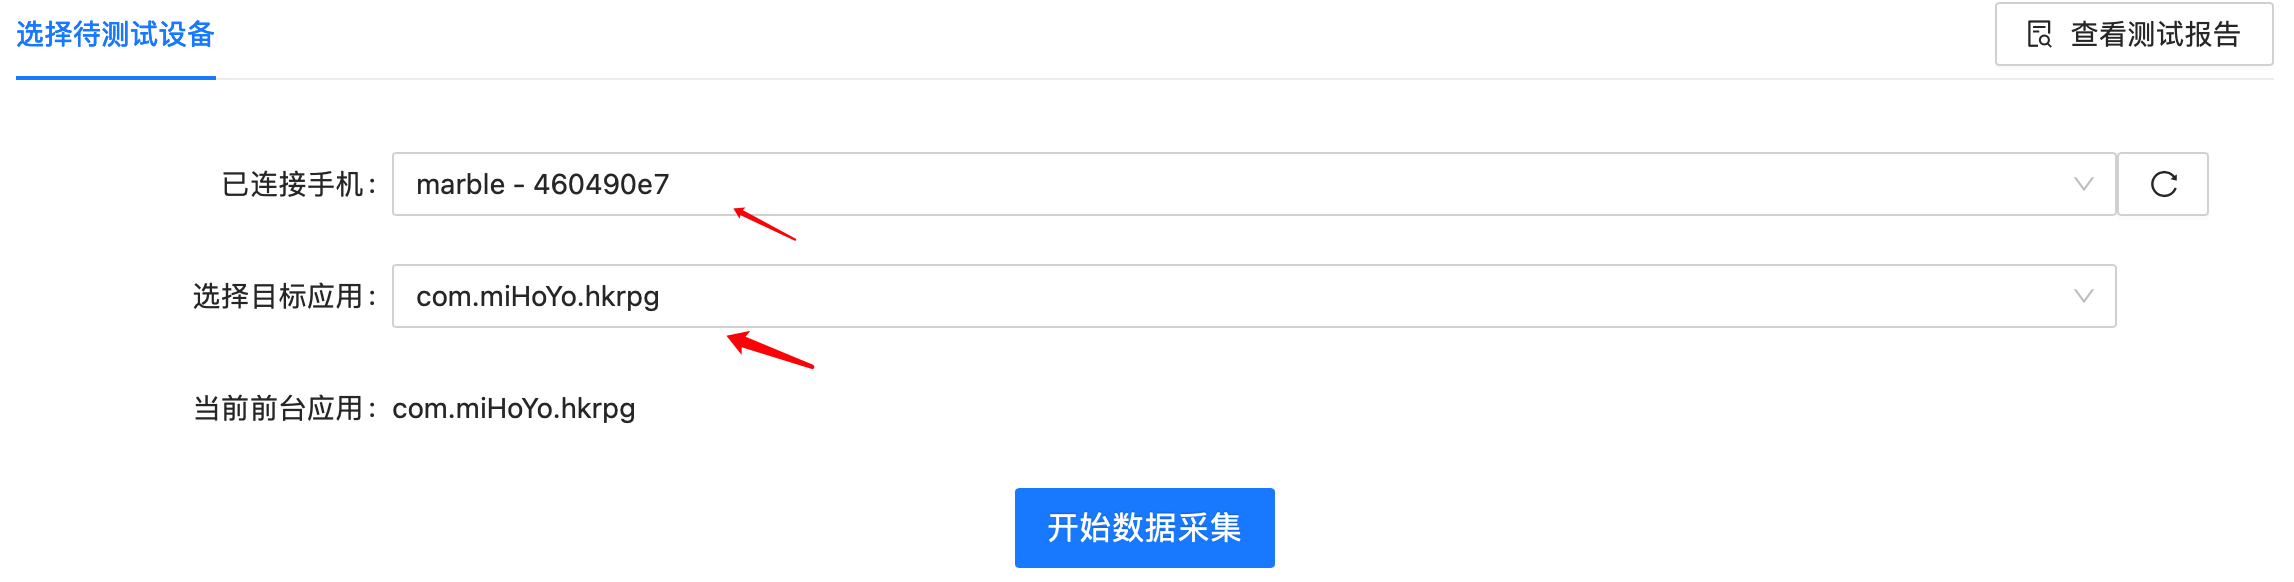 选择待测试设备
查看测试报告
已连接手机：
marble - 460490e7
选择目标应用：
com.miHoYo.hkrpg
当前前台应用：com.miHoYo.hkrpg
开始数据采集